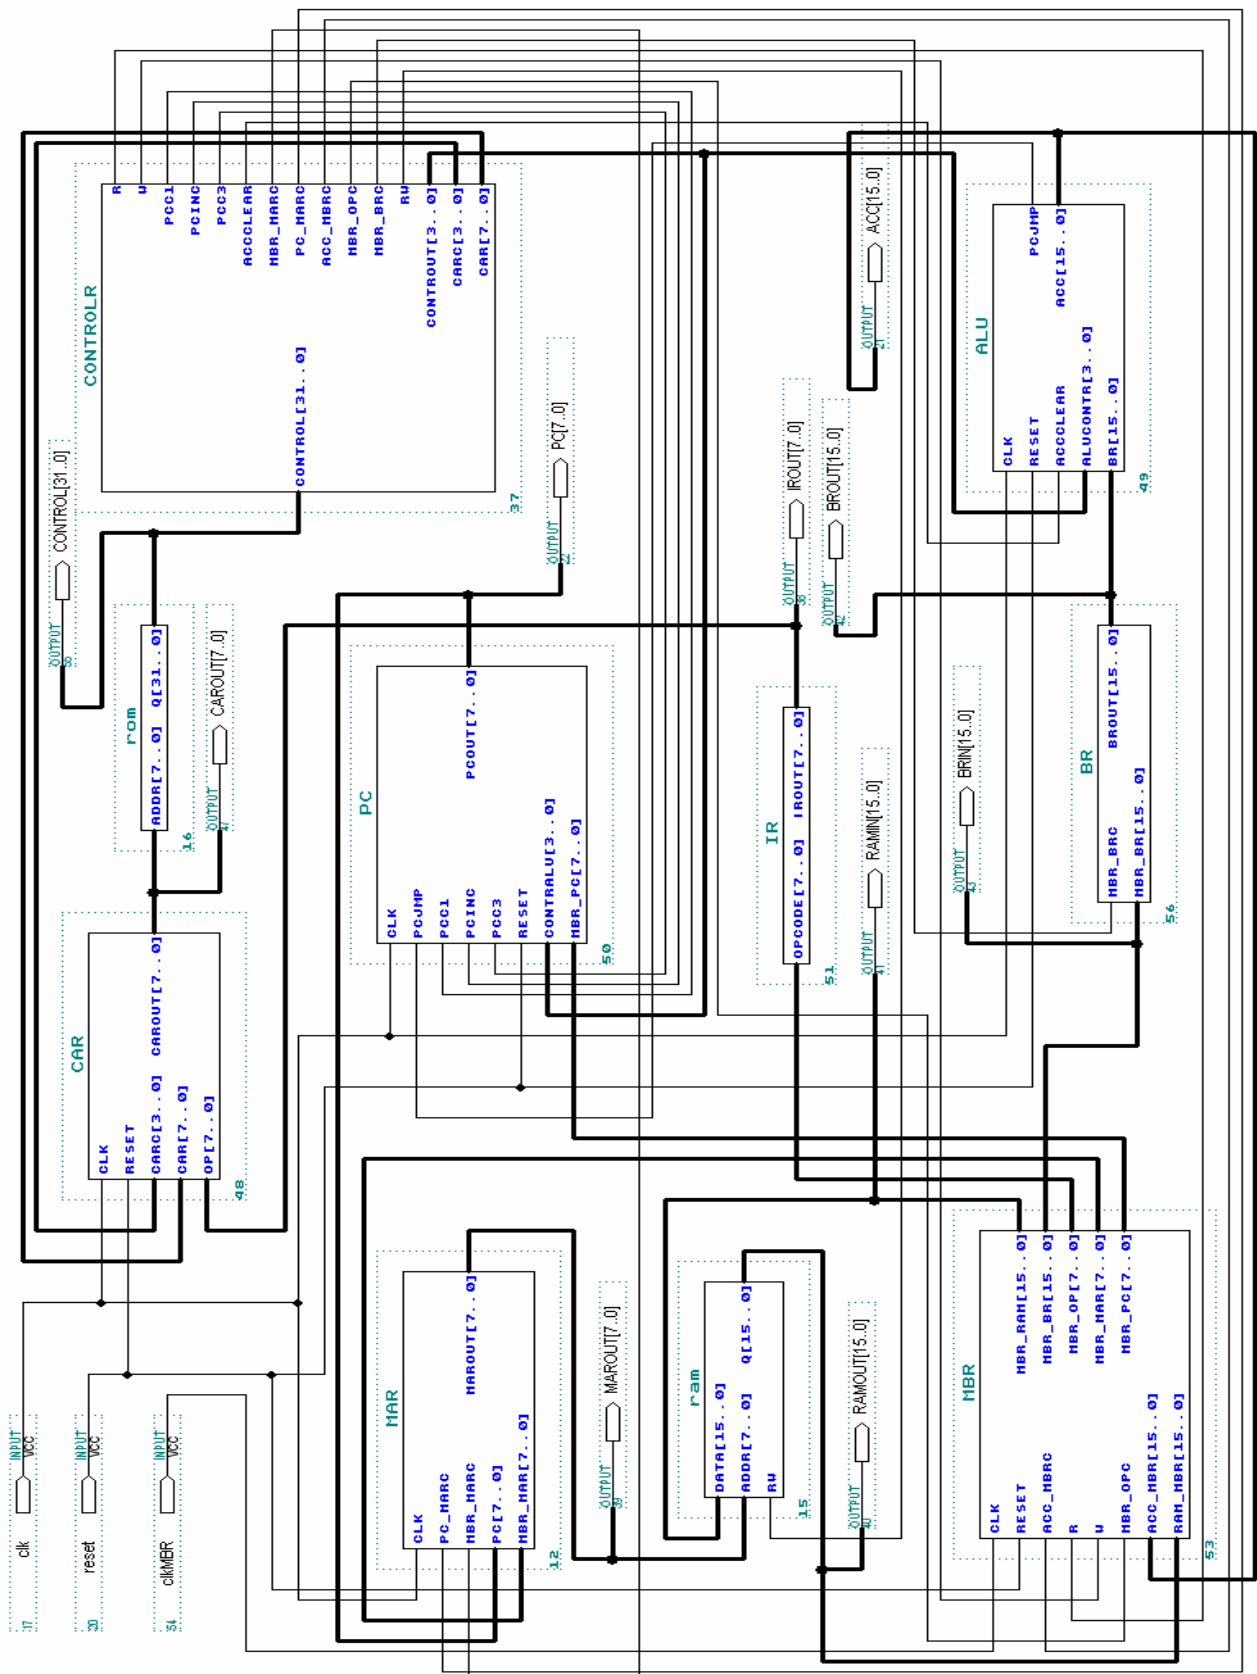 clk
INPUT
VCC
17
reset
INPUT
VCC
20
clkMBR
INPUT
VCC
54
CAR
CLK
RESET
CARC[3..0]
CAR[7..0]
OP[7..0]
CAROUT[7..0]
48
rom
ADDR[7..0]
Q[31..0]
16
OUTPUT
CAROUT[7..0]
47
OUTPUT
CONTROL[31..0]
CONTROLR
CONTROL[31..0]
R
W
PCC1
PCINC
PCC3
ACCCLEAR
MBR_MARC
PC_MARC
ACC_MBRC
MBR_OPC
MBR_BRC
RW
CONTROUT[3..0]
CARC[3..0]
CAR[7..0]
37
MAR
CLK
PC_MARC
MBR_MARC
PC[7..0]
MBR_MAR[7..0]
MAROUT[7..0]
12
PC
CLK
PCJMP
PCC1
PCINC
PCC3
RESET
CONTRALU[3..0]
MBR_PC[7..0]
PCOUT[7..0]
50
OUTPUT
PC[7..0]
22
OUTPUT
MAROUT[7..0]
39
ram
DATA[15..0]
ADDR[7..0]
RW
Q[15..0]
15
OUTPUT
RAMOUT[15..0]
40
IR
OPCODE[7..0]
IROUT[7..0]
51
OUTPUT
IROUT[7..0]
38
OUTPUT
RAMIN[15..0]
41
OUTPUT
BROUT[15..0]
42
OUTPUT
ACC[15..0]
21
MBR
CLK
RESET
ACC_MBRC
R
W
MBR_OPC
ACC_MBR[15..0]
RAM_MBR[15..0]
MBR_RAM[15..0]
MBR_BR[15..0]
MBR_OP[7..0]
MBR_MAR[7..0]
MBR_PC[7..0]
53
OUTPUT
BRIN[15..0]
43
BR
MBR_BRC
MBR_BR[15..0]
BROUT[15..0]
56
ALU
CLK
RESET
ACCCLEAR
ALUCONTR[3..0]
BR[15..0]
PCJMP
ACC[15..0]
49